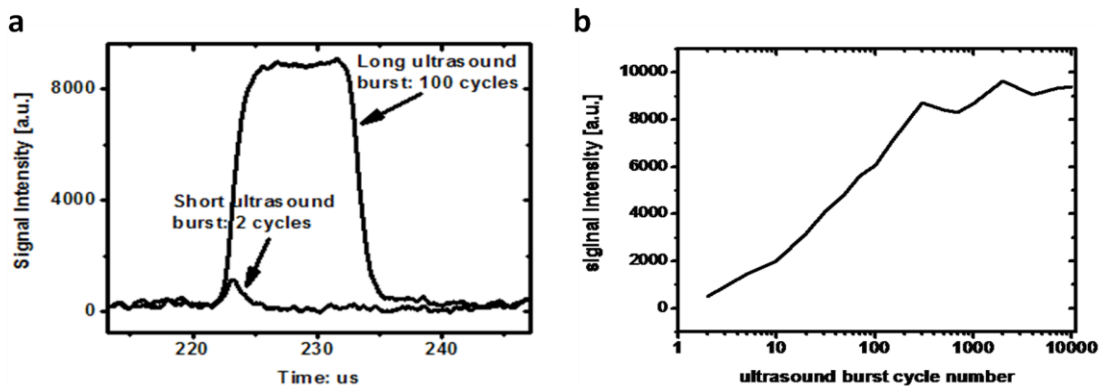 a
Signal Intensity [a.u.]
8000
4000
0
Long ultrasound
burst: 100 cycles
Short ultrasound
burst: 2 cycles
220
230
240
Time: us
b
siginal intensity [a.u.]
10000
8000
6000
4000
2000
0
1
10
100
1000
10000
ultrasound burst cycle number